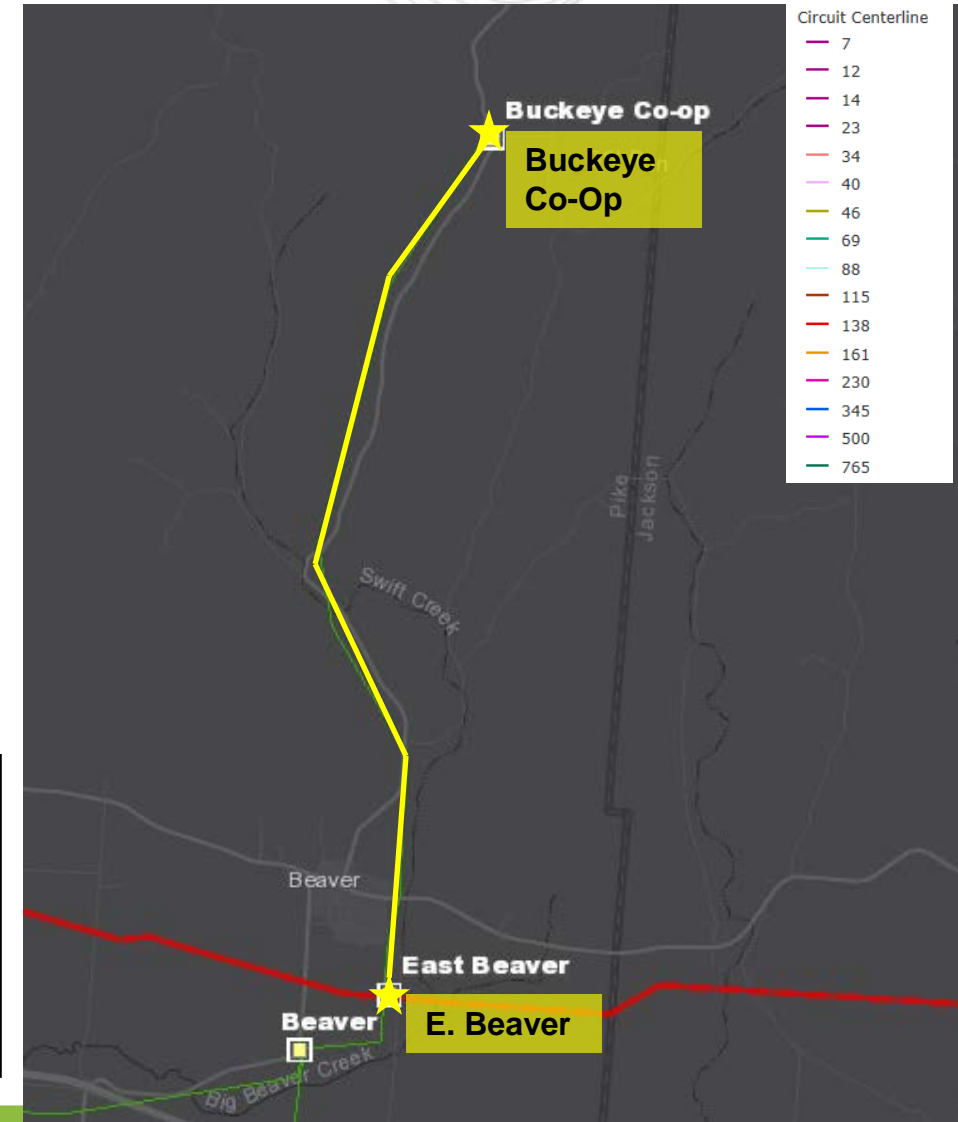 Circuit Centerline
7
12
14
23
34
40
46
69
88
115
138
161
230
345
500
765
Buckeye Co-op
Buckeye
Co-Op
Pike
Jackson
Swift Creek
Beaver
East Beaver
E. Beaver
Beaver
Big Beaver Creek